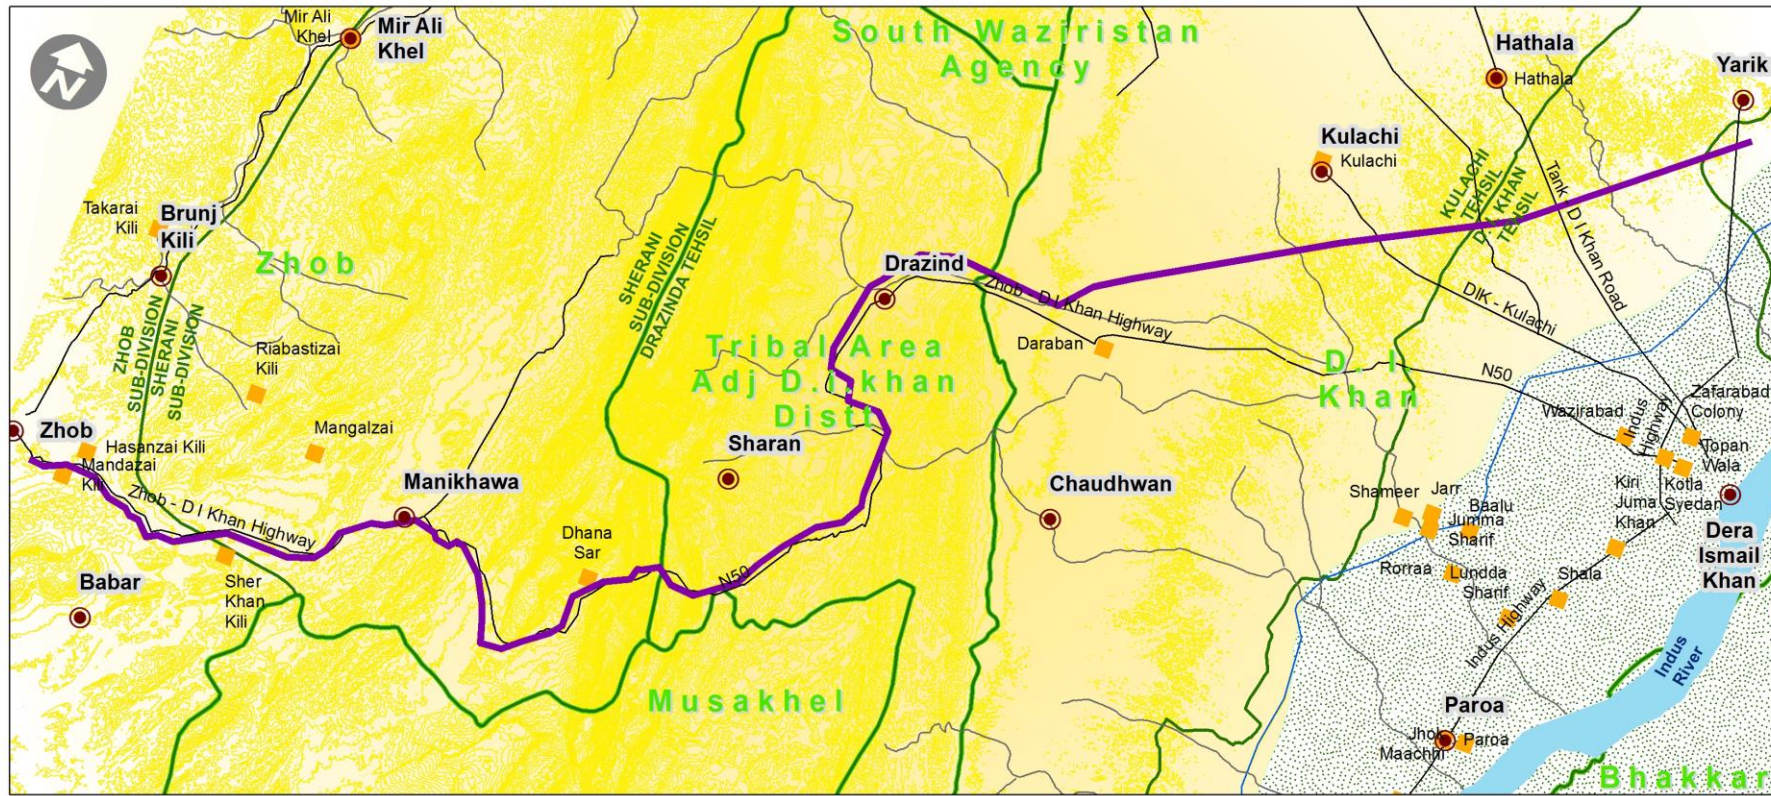 Mir Ali
Khel
Mir Ali
Khel
N
South Waziristan
Agency
Hathala
Hathala
Yarik
Kulachi
Kulachi
KULACHI
TEHSIL
D.I.KHAN
TEHSIL
Tank - D I Khan Road
Takarai
Kili
Brunj
Kili
Zhob
SHERANI
SUB-DIVISION
DRAZINDA TEHSIL
Drazind
Zhob - D I Khan Highway
DIK - Kulachi
ZHOB
SUB-DIVISION
SHERANI
SUB-DIVISION
Riabastizai
Kili
Tribal Area
Adj D.I.khan
Distt
Daraban
D. I
Khan
N50
Zafarabad
Colony
Wazirabad
Indus
Highway
Topan
Wala
Zhob
Hasanzai Kili
Mandazai
Kili
Mangalzai
Sharan
Manikhawa
Zhob - D I Khan Highway
Chaudhwan
Shameer
Jarr
Baalu
Jumma
Sharif
Kiri
Juma
Khan
Kotla
Syedan
Dera
Ismail
Khan
Dhana
Sar
N50
Rorraa
Lundda
Sharif
Shala
Babar
Sher
Khan
Kili
Indus Highway
Indus
River
Musakhel
Paroa
Jhok
Maachhi
Paroa
Bhakkar